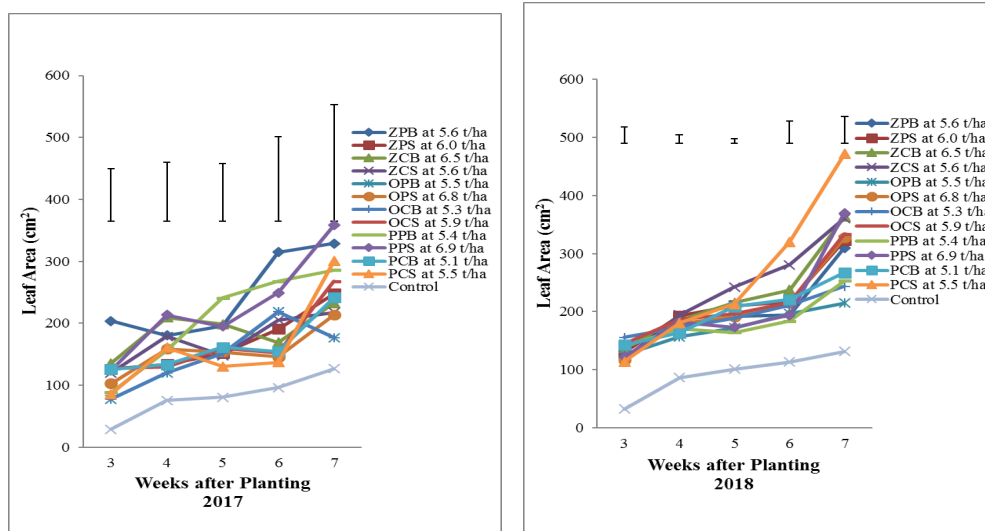 600
500
400
300
200
100
0
Leaf Area (cm²)
3 4 5 6 7
Weeks after Planting
2017
ZPB at 5.6 t/ha
ZPS at 6.0 t/ha
ZCB at 6.5 t/ha
ZCS at 5.6 t/ha
OPB at 5.5 t/ha
OPS at 6.8 t/ha
OCB at 5.3 t/ha
OCS at 5.9 t/ha
PPB at 5.4 t/ha
PPS at 6.9 t/ha
PCB at 5.1 t/ha
PCS at 5.5 t/ha
Control
600
500
400
300
200
100
0
Leaf Area (cm²)
3 4 5 6 7
Weeks after Planting
2018
ZPB at 5.6 t/ha
ZPS at 6.0 t/ha
ZCB at 6.5 t/ha
ZCS at 5.6 t/ha
OPB at 5.5 t/ha
OPS at 6.8 t/ha
OCB at 5.3 t/ha
OCS at 5.9 t/ha
PPB at 5.4 t/ha
PPS at 6.9 t/ha
PCB at 5.1 t/ha
PCS at 5.5 t/ha
Control